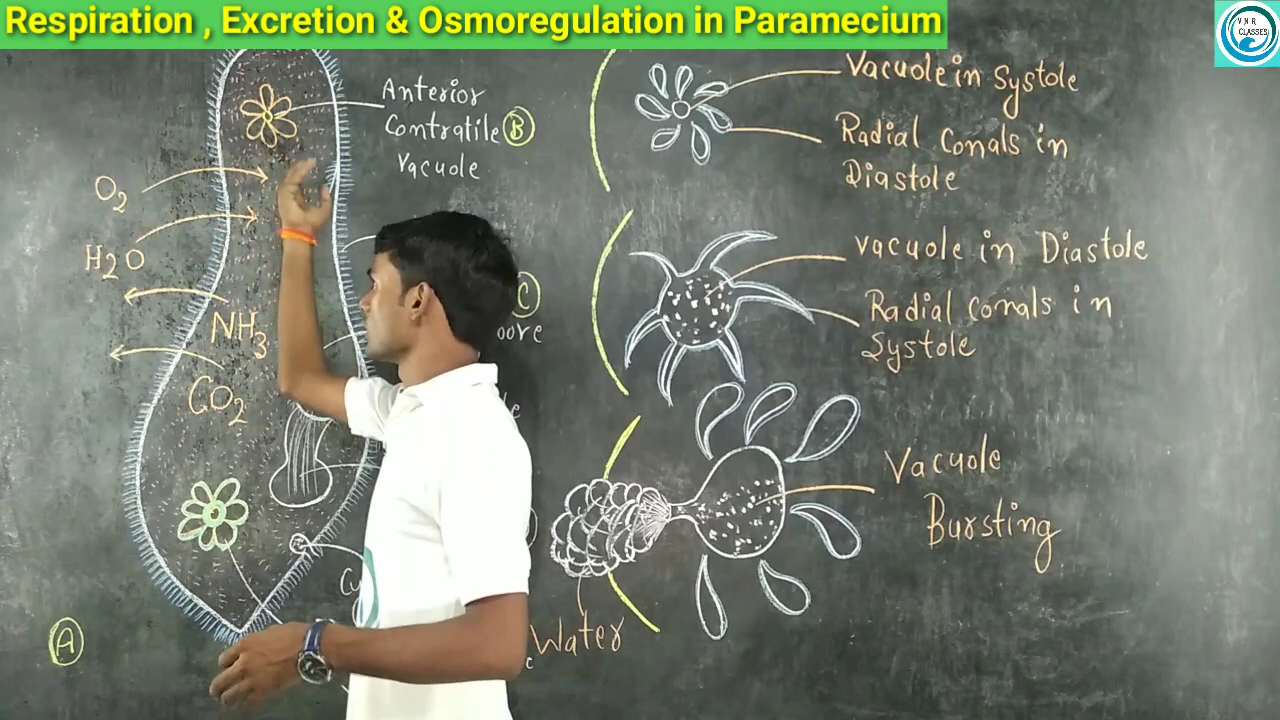 Respiration , Excretion & Osmoregulation in Paramecium
VNR
CLASSES
Anterior
Contratile
Vacuole
B
O2
H2O
NH3
CO2
A
C
Vacuole in Systole
Radial Conals in
Diastole
vacuole in Diastole
Radial Conals in
Systole
Vacuole
Bursting
Water